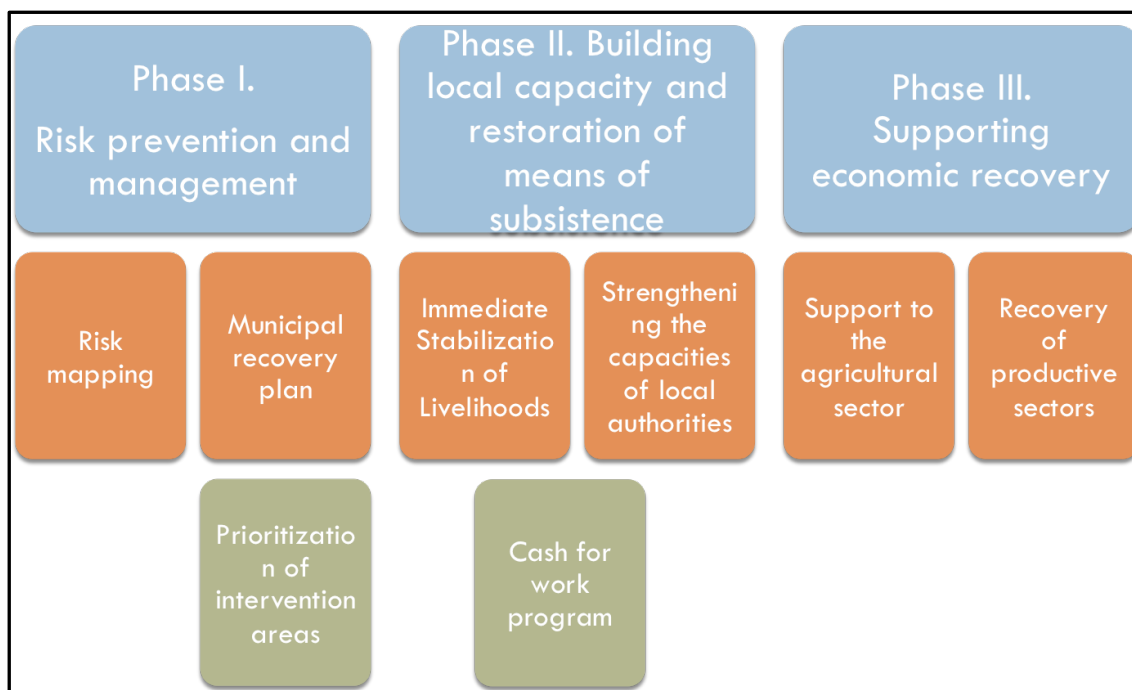 Phase I.
Risk prevention and
management
Phase II. Building
local capacity and
restoration of
means of
subsistence
Phase III.
Supporting
economic recovery
Risk
mapping
Municipal
recovery
plan
Immediate
Stabilizatio
n of
Livelihoods
Strengtheni
ng the
capacities
of local
authorities
Support to
the
agricultural
sector
Recovery
of
productive
sectors
Prioritizatio
n of
intervention
areas
Cash for
work
program